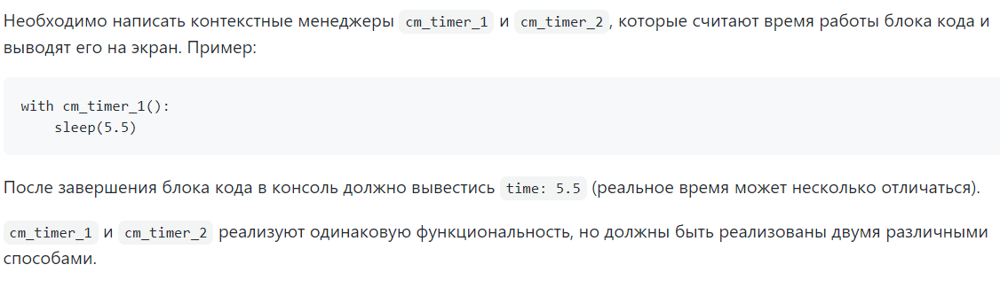 Необходимо написать контекстные менеджеры cm_timer_1 и cm_timer_2, которые считают время работы блока кода и
выводят его на экран. Пример:
with cm_timer_1():
    sleep(5.5)
После завершения блока кода в консоль должно вывестись time: 5.5 (реальное время может несколько отличаться).
cm_timer_1 и cm_timer_2 реализуют одинаковую функциональность, но должны быть реализованы двумя различными
способами.